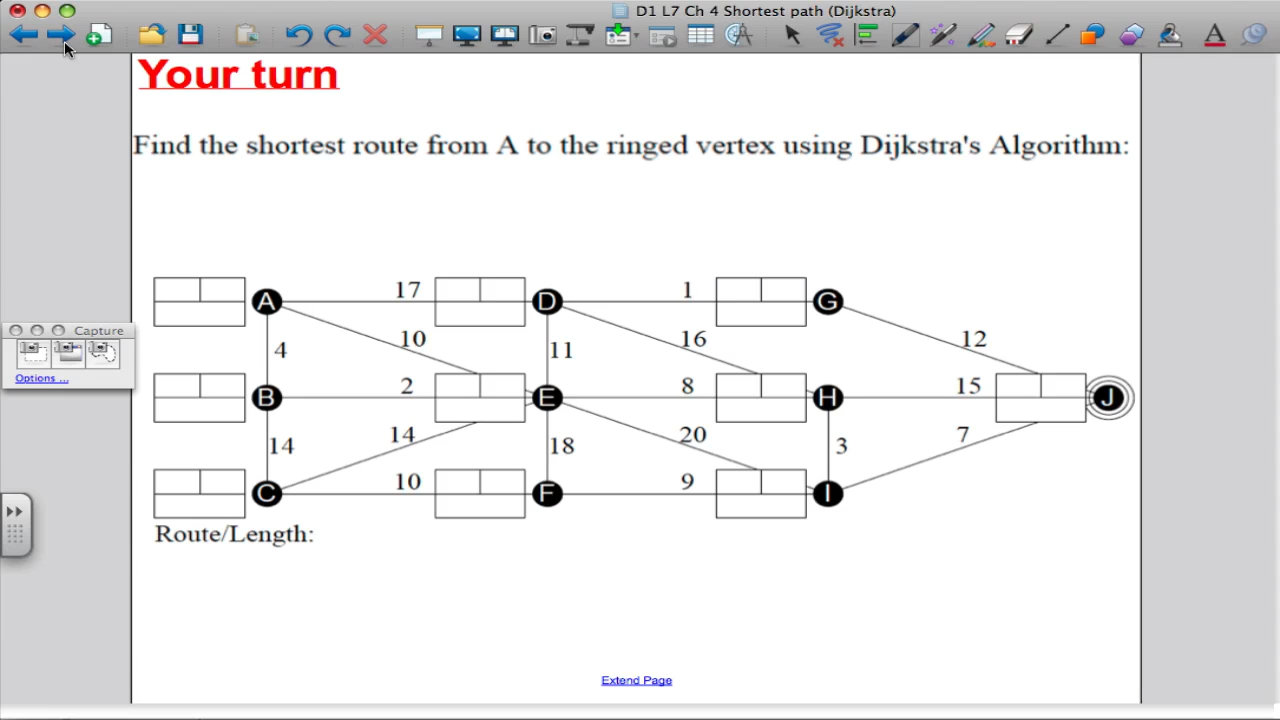 D1 L7 Ch 4 Shortest path (Dijkstra)
Your turn
Find the shortest route from A to the ringed vertex using Dijkstra's Algorithm:
A 17 D 1 G
10 16 12
Capture
4 11
Options ...
B 2 E 8 H 15 J
14 20 7
14 18 3
C 10 F 9 I
Route/Length:
Extend Page